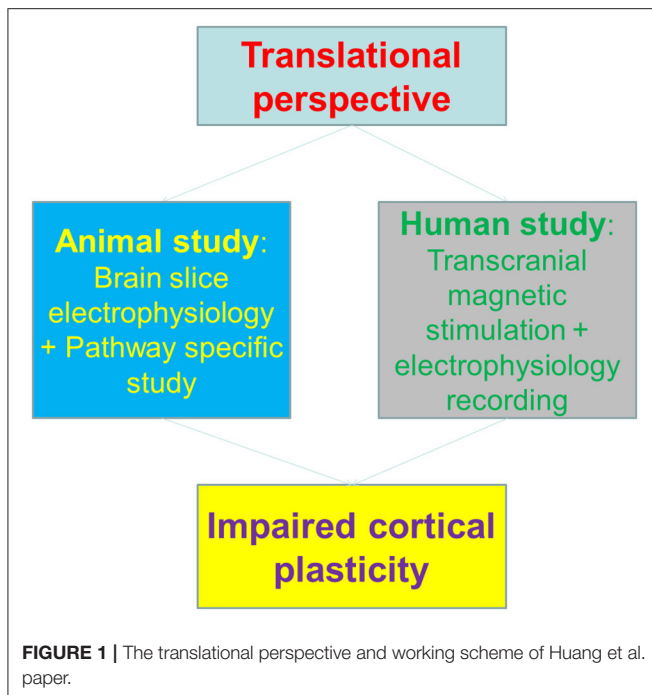 Translational
perspective
Animal study:
Brain slice
electrophysiology
+ Pathway specific
study
Human study:
Transcranial
magnetic
stimulation +
electrophysiology
recording
Impaired cortical
plasticity
FIGURE 1 | The translational perspective and working scheme of Huang et al.
paper.